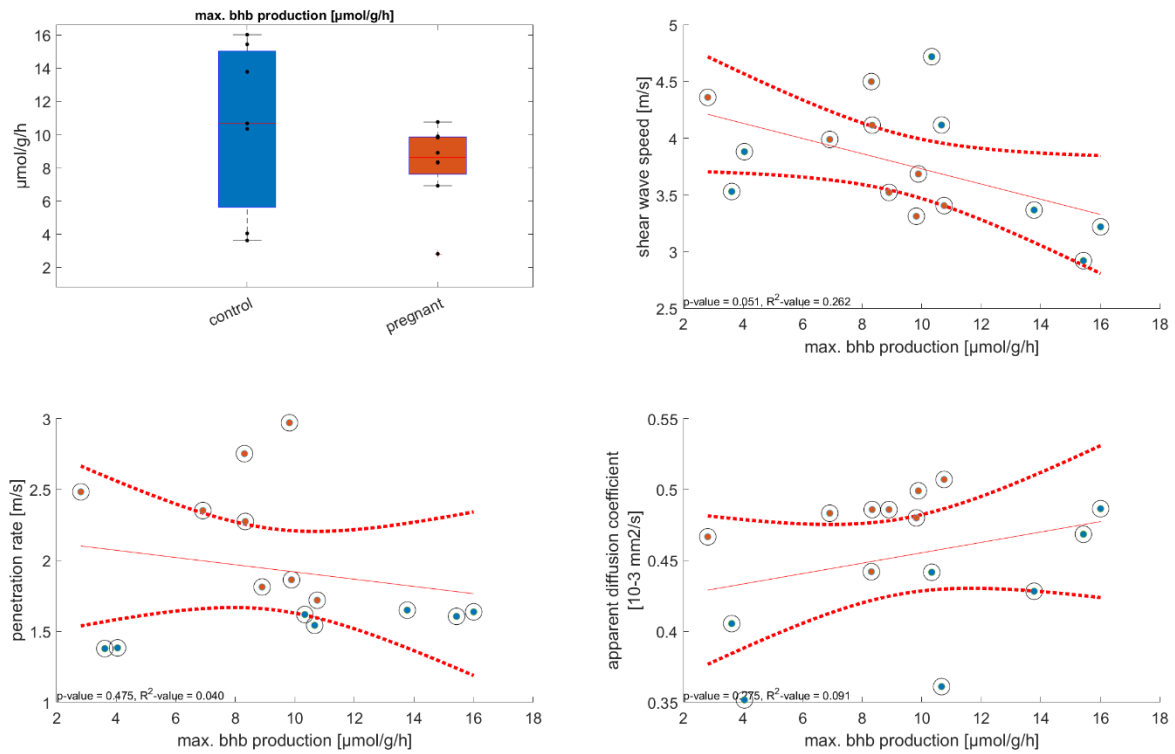 max. bhb production [µmol/g/h]
µmol/g/h
16
14
12
10
8
6
4
2
control
pregnant
shear wave speed [m/s]
5
4.5
4
3.5
3
2.5
p-value = 0.051, R²-value = 0.262
2 4 6 8 10 12 14 16 18
max. bhb production [µmol/g/h]
penetration rate [m/s]
3
2.5
2
1.5
1
p-value = 0.475, R²-value = 0.040
2 4 6 8 10 12 14 16 18
max. bhb production [µmol/g/h]
apparent diffusion coefficient
[10-3 mm2/s]
0.55
0.5
0.45
0.4
0.35
p-value = 0.275, R²-value = 0.091
2 4 6 8 10 12 14 16 18
max. bhb production [µmol/g/h]